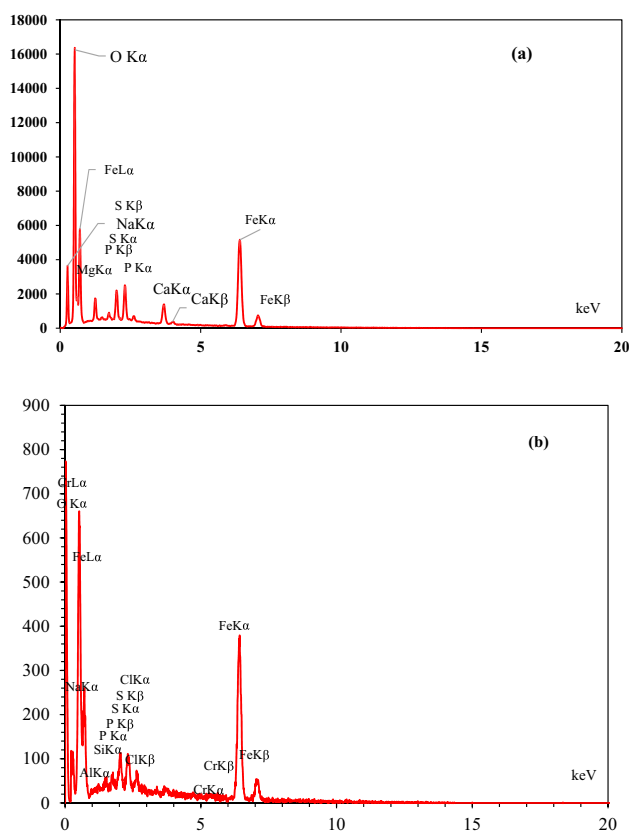 18000
16000
14000
12000
10000
8000
6000
4000
2000
0
(a)
O Kα
FeLα
S Kβ
NaKα
S Kα
P Kβ
MgKα
P Kα
CaKα
CaKβ
FeKα
FeKβ
keV
0 5 10 15 20
900
800
700
600
500
400
300
200
100
0
(b)
CrLα
O Kα
FeLα
NaKα
ClKα
S Kβ
S Kα
P Kβ
P Kα
SiKα
ClKβ
AlKα
FeKα
FeKβ
CrKβ
CrKα
keV
0 5 10 15 20